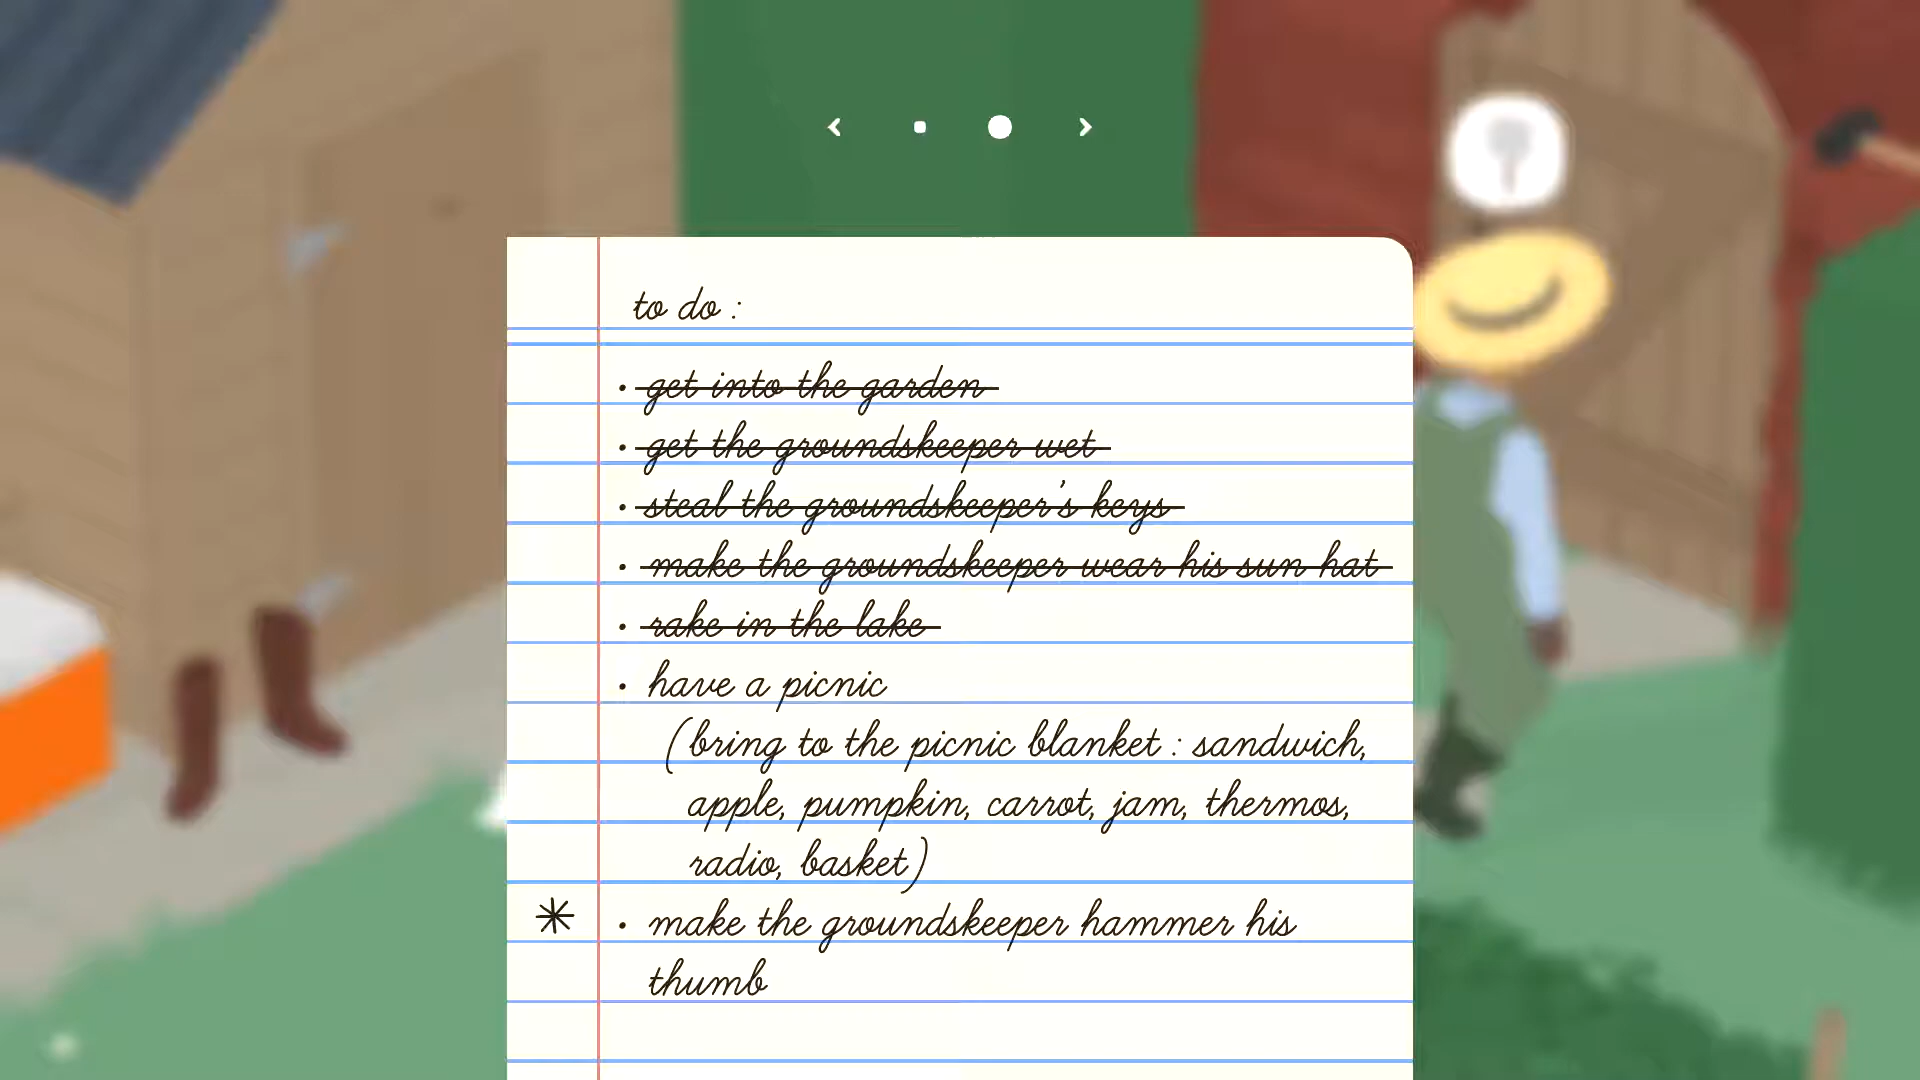 to do :
• get into the garden
• get the groundskeeper wet
• steal the groundskeeper's keys
• make the groundskeeper wear his sun hat
• rake in the lake
• have a picnic
(bring to the picnic blanket : sandwich,
apple, pumpkin, carrot, jam, thermos,
radio, basket)
* • make the groundskeeper hammer his
thumb